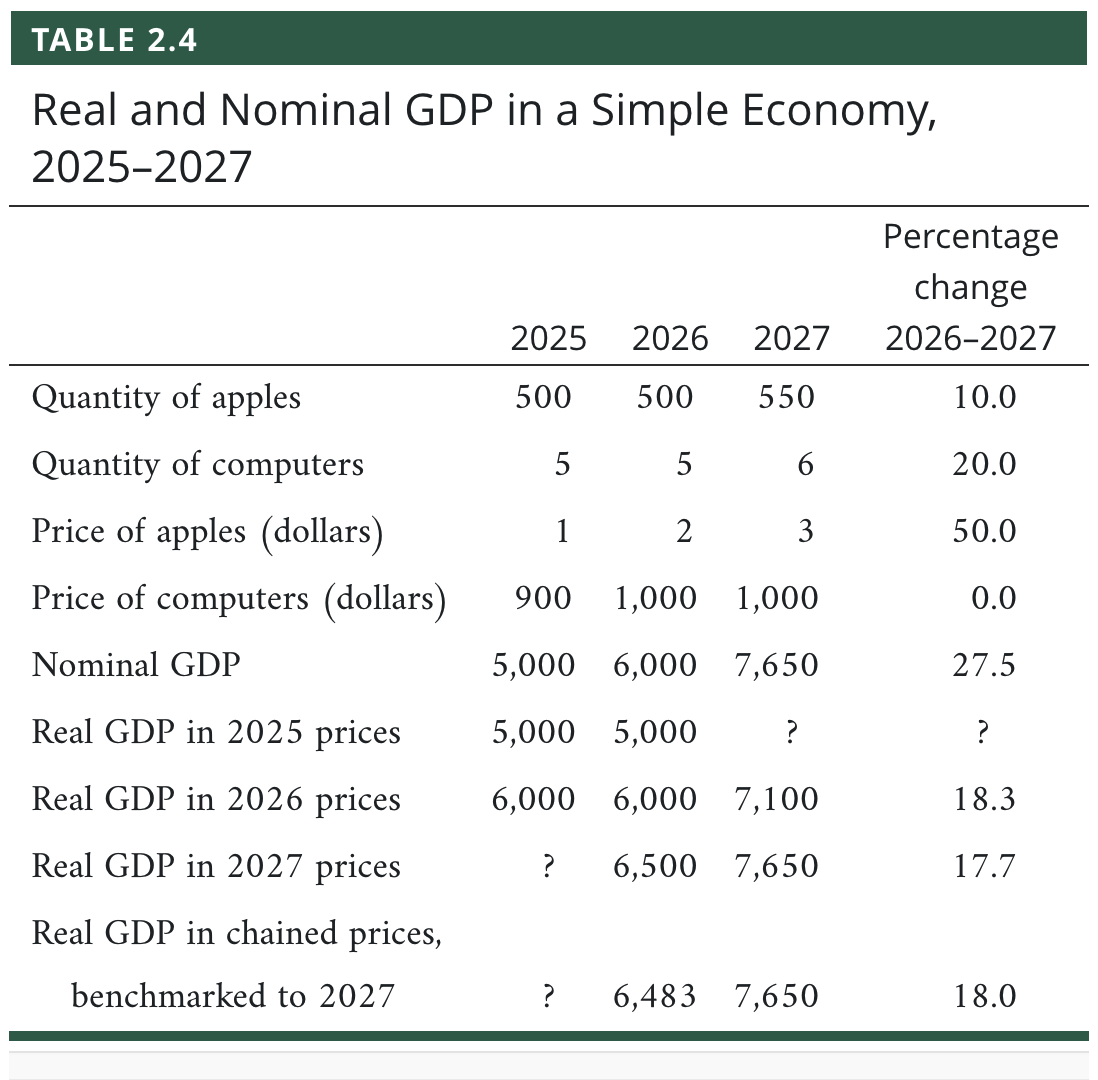 TABLE 2.4
Real and Nominal GDP in a Simple Economy,
2025–2027
Percentage
change
2025 2026 2027 2026–2027
Quantity of apples 500 500 550 10.0
Quantity of computers 5 5 6 20.0
Price of apples (dollars) 1 2 3 50.0
Price of computers (dollars) 900 1,000 1,000 0.0
Nominal GDP 5,000 6,000 7,650 27.5
Real GDP in 2025 prices 5,000 5,000 ? ?
Real GDP in 2026 prices 6,000 6,000 7,100 18.3
Real GDP in 2027 prices ? 6,500 7,650 17.7
Real GDP in chained prices,
benchmarked to 2027 ? 6,483 7,650 18.0